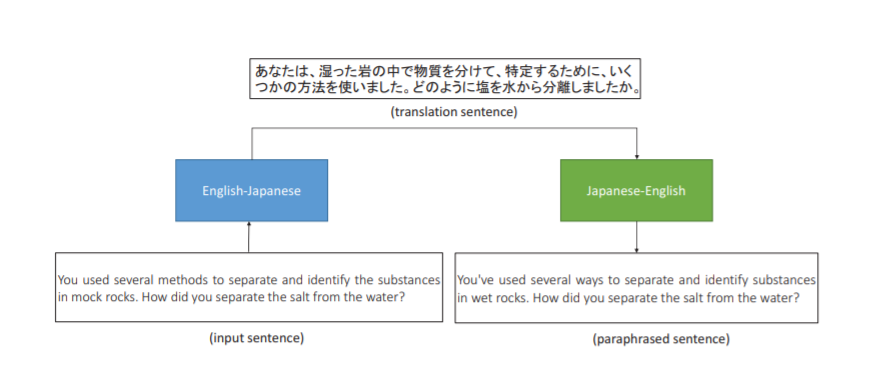 あなたは、湿った岩の中で物質を分けて、特定するために、いく
つかの方法を使いました。どのように塩を水から分離しましたか。
(translation sentence)
English-Japanese
Japanese-English
You used several methods to separate and identify the substances
in mock rocks. How did you separate the salt from the water?
(input sentence)
You've used several ways to separate and identify substances
in wet rocks. How did you separate the salt from the water?
(paraphrased sentence)